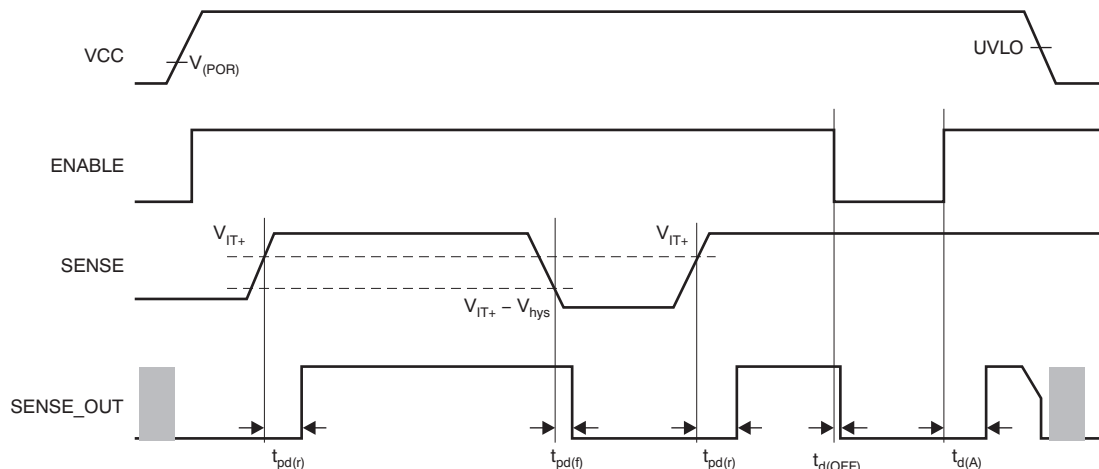 VCC
V(POR)
UVLO
ENABLE
VIT+
VIT+
SENSE
VIT+ − Vhys
SENSE_OUT
tpd(r)
tpd(f)
tpd(r)
td(OFF)
td(A)